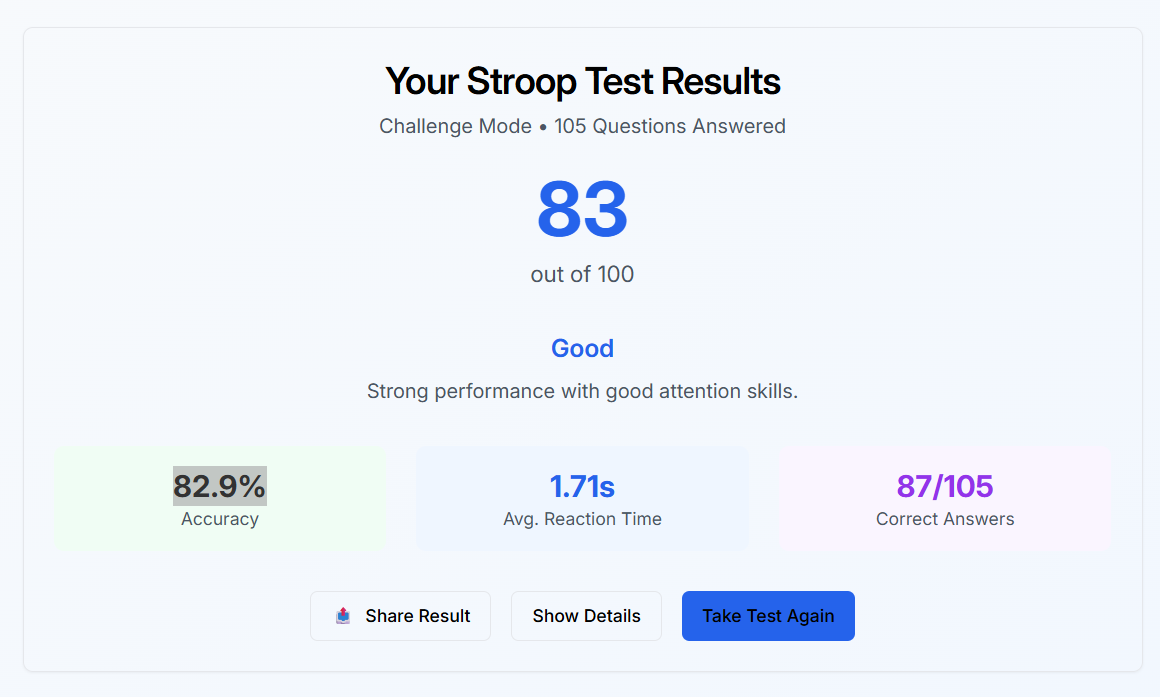 Your Stroop Test Results
Challenge Mode • 105 Questions Answered
83
out of 100
Good
Strong performance with good attention skills.
82.9%
Accuracy
1.71s
Avg. Reaction Time
87/105
Correct Answers
Share Result
Show Details
Take Test Again